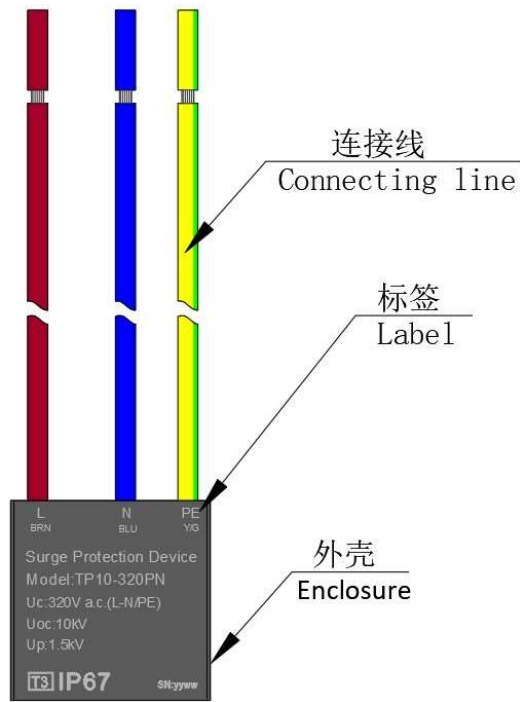 连接线
Connecting line
标签
Label
L N PE
BRN BLU Y/G
Surge Protection Device
Model:TP10-320PN
Uc:320V a.c.(L-N/PE)
Uoc:10kV
Up:1.5kV
外壳
Enclosure
T3 IP67 SN:yyww